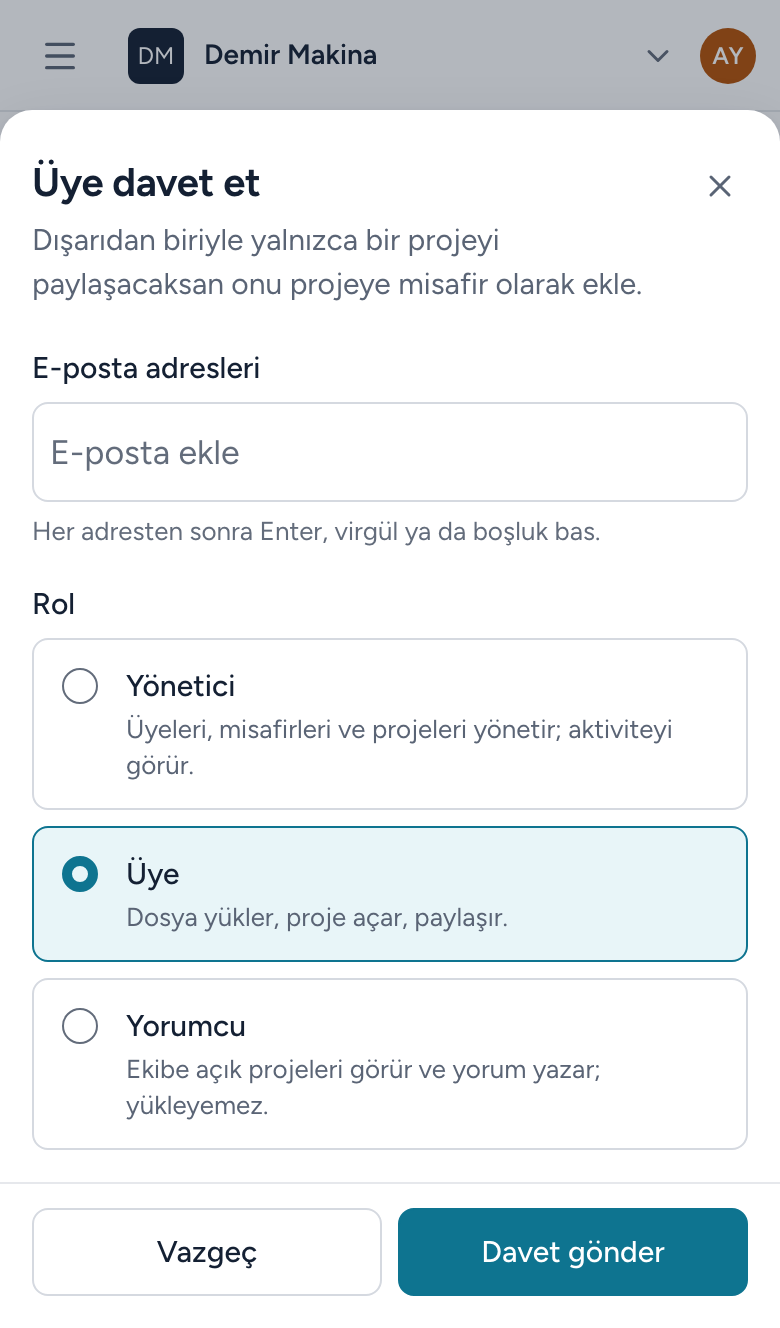 DM
Demir Makina
AY
Üye davet et
Dışarıdan biriyle yalnızca bir projeyi
paylaşacaksan onu projeye misafir olarak ekle.
E-posta adresleri
E-posta ekle
Her adresten sonra Enter, virgül ya da boşluk bas.
Rol
Yönetici
Üyeleri, misafirleri ve projeleri yönetir; aktiviteyi
görür.
Üye
Dosya yükler, proje açar, paylaşır.
Yorumcu
Ekibe açık projeleri görür ve yorum yazar;
yükleyemez.
Vazgeç
Davet gönder